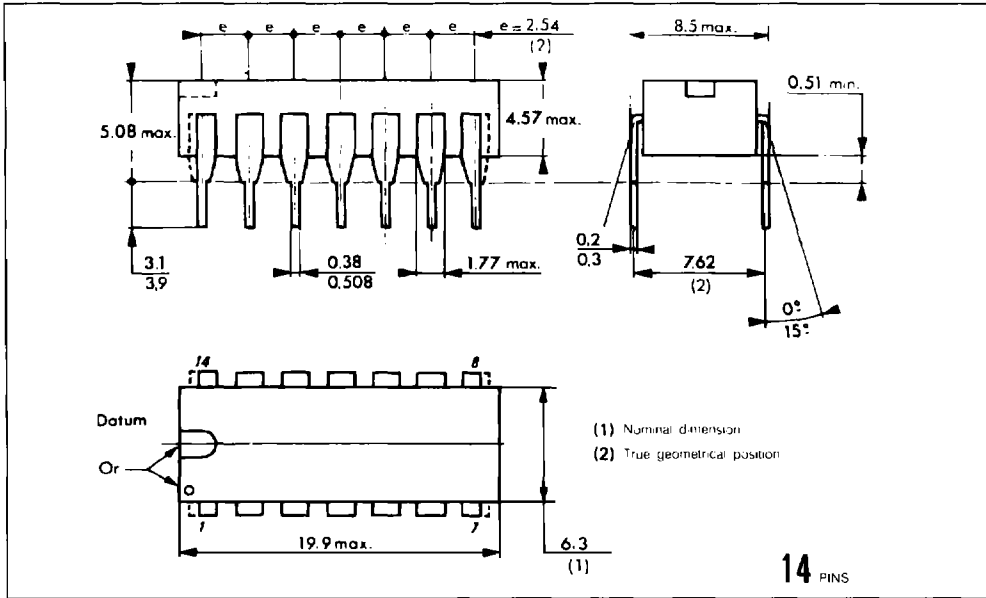 e e e e e e e = 2.54
(2)
8.5 max.
0.51 min.
5.08 max.
4.57 max.
3.1
3,9
0.38
0.508
1.77 max.
0.2
0.3
7.62
(2)
0°
15°
14
8
Datum
Or
1
7
19.9 max.
6.3
(1)
(1) Nominal dimension
(2) True geometrical position
14 PINS